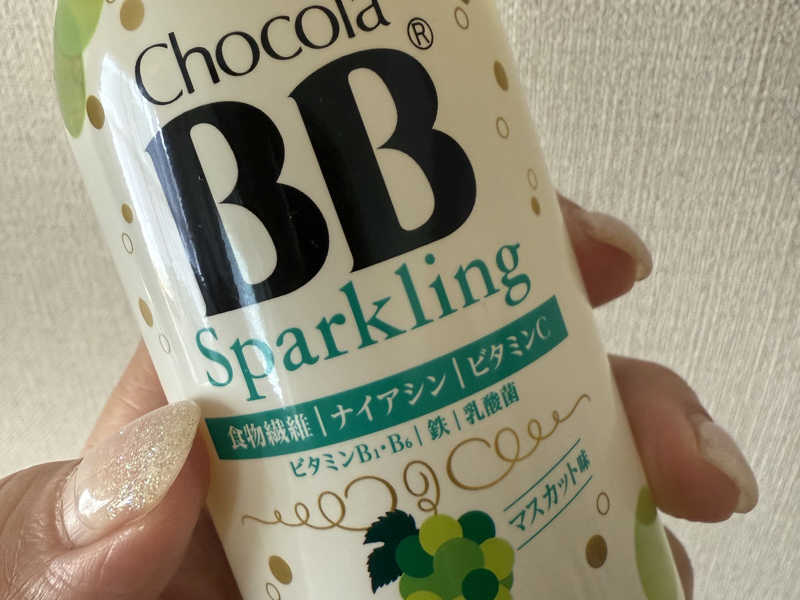 Chocola
BB®
Sparkling
食物繊維|ナイアシン|ビタミンC
ビタミンB1・B6|鉄|乳酸菌
マスカット味